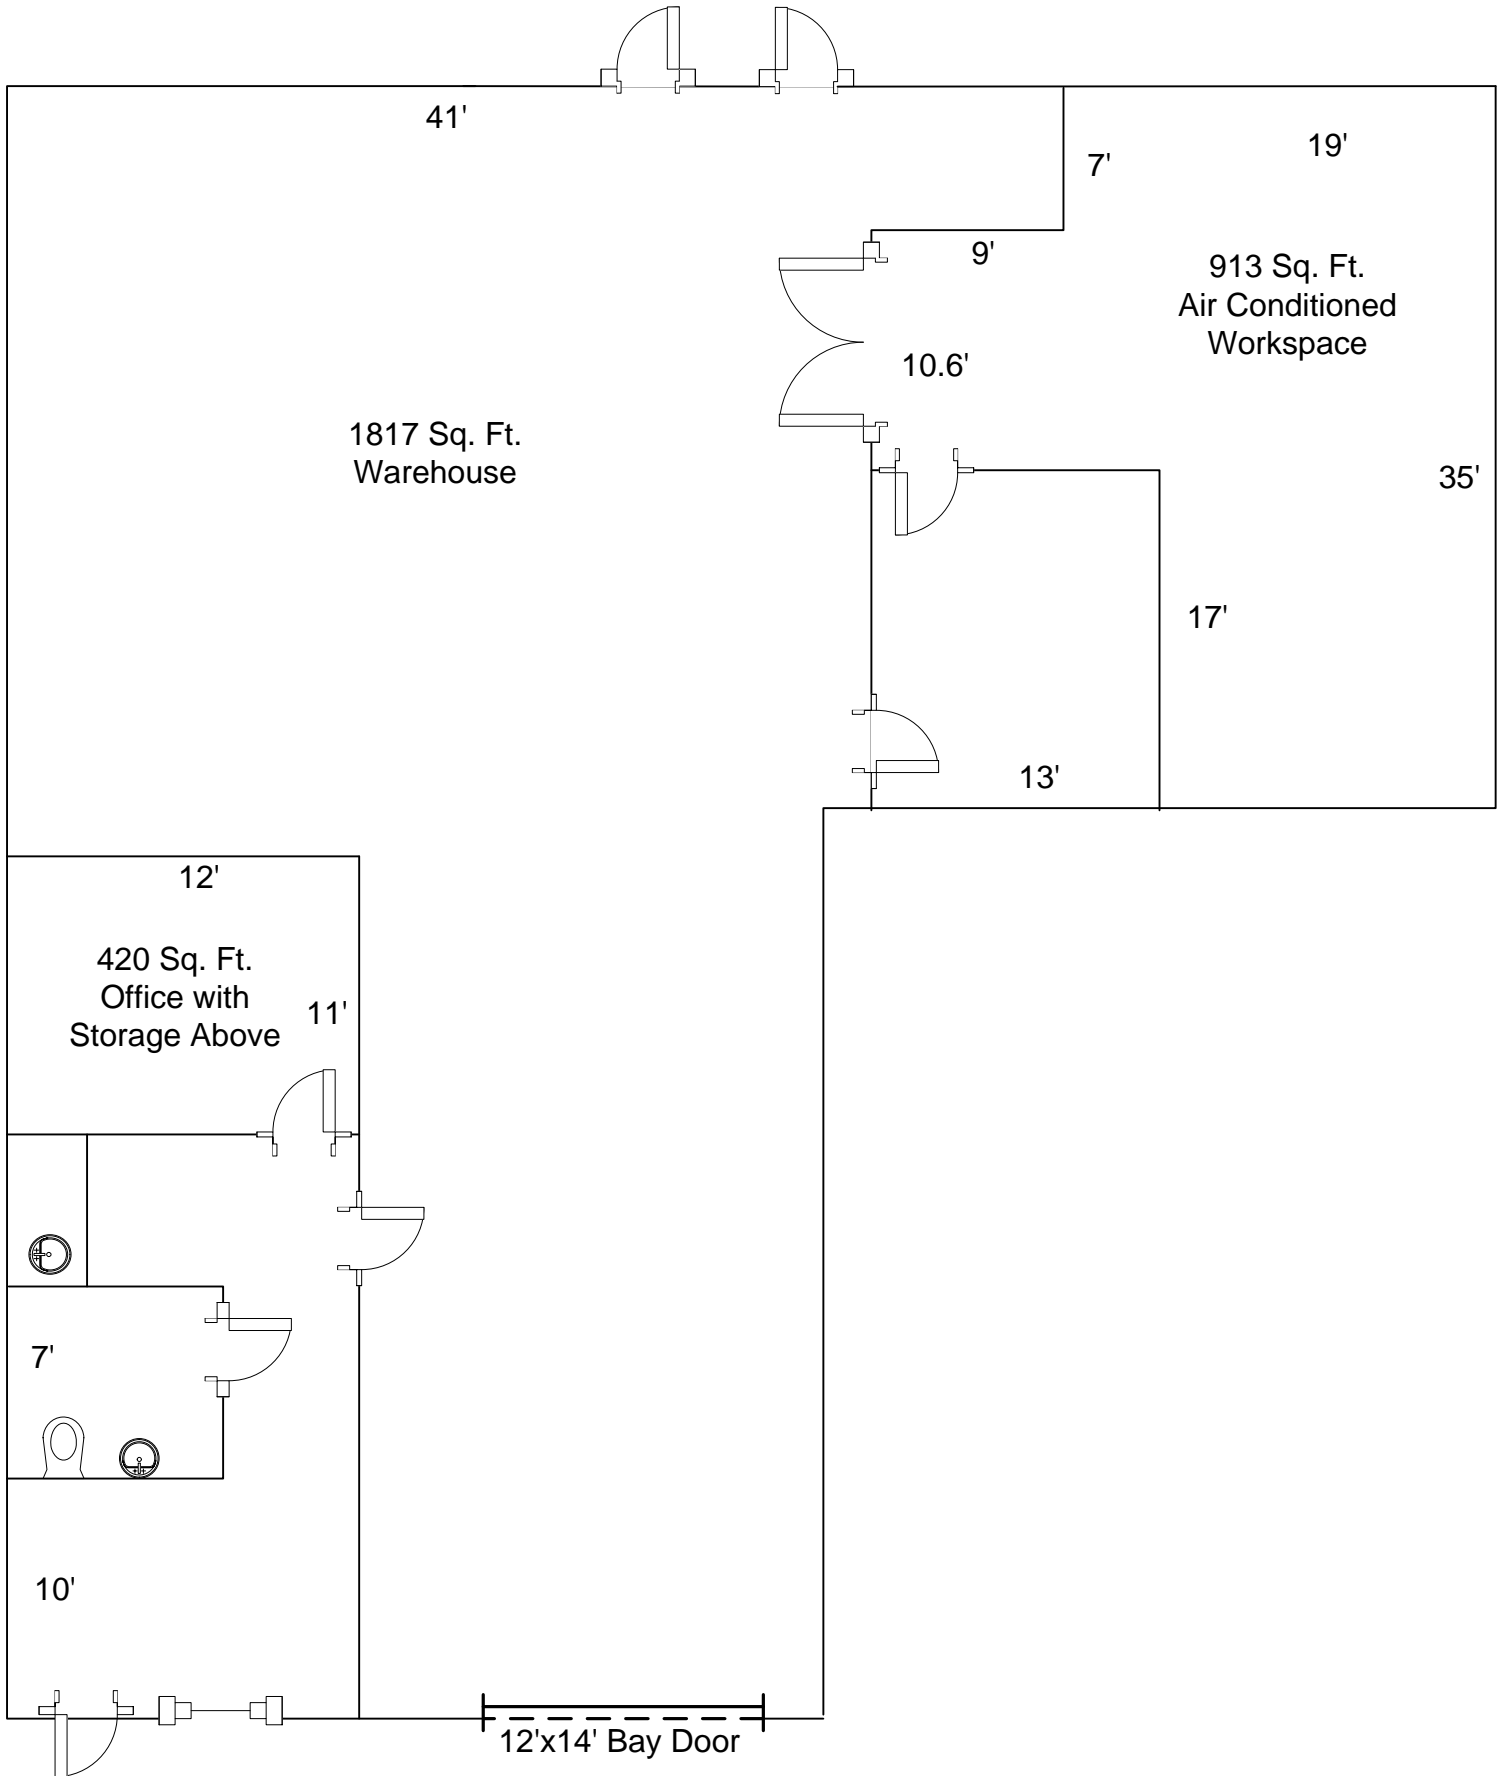 41'
19'
7'
9'
913 Sq. Ft.
Air Conditioned
Workspace
10.6'
1817 Sq. Ft.
Warehouse
35'
17'
13'
12'
420 Sq. Ft.
Office with
Storage Above
11'
7'
10'
12'x14' Bay Door